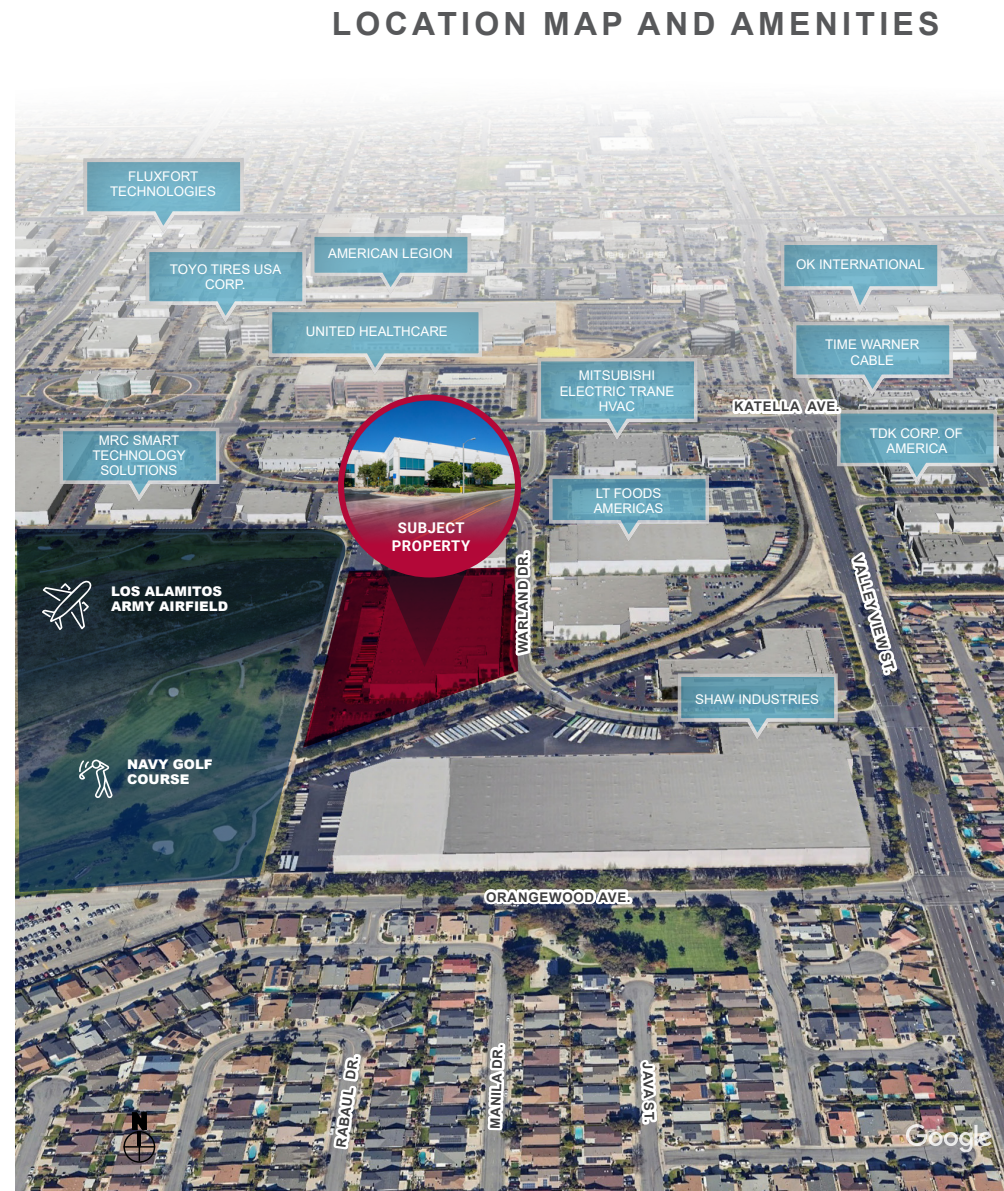 LOCATION MAP AND AMENITIES
FLUXFORT
TECHNOLOGIES
AMERICAN LEGION
TOYO TIRES USA
CORP.
OK INTERNATIONAL
UNITED HEALTHCARE
TIME WARNER
CABLE
MITSUBISHI
ELECTRIC TRANE
HVAC
KATELLA AVE.
MRC SMART
TECHNOLOGY
SOLUTIONS
TDK CORP. OF
AMERICA
LT FOODS
AMERICAS
SUBJECT
PROPERTY
WARLAND DR.
VALLEY VIEW ST.
LOS ALAMITOS
ARMY AIRFIELD
SHAW INDUSTRIES
NAVY GOLF
COURSE
ORANGEWOOD AVE.
RABAUL DR.
MANILA DR.
JAVA ST.
N
Google